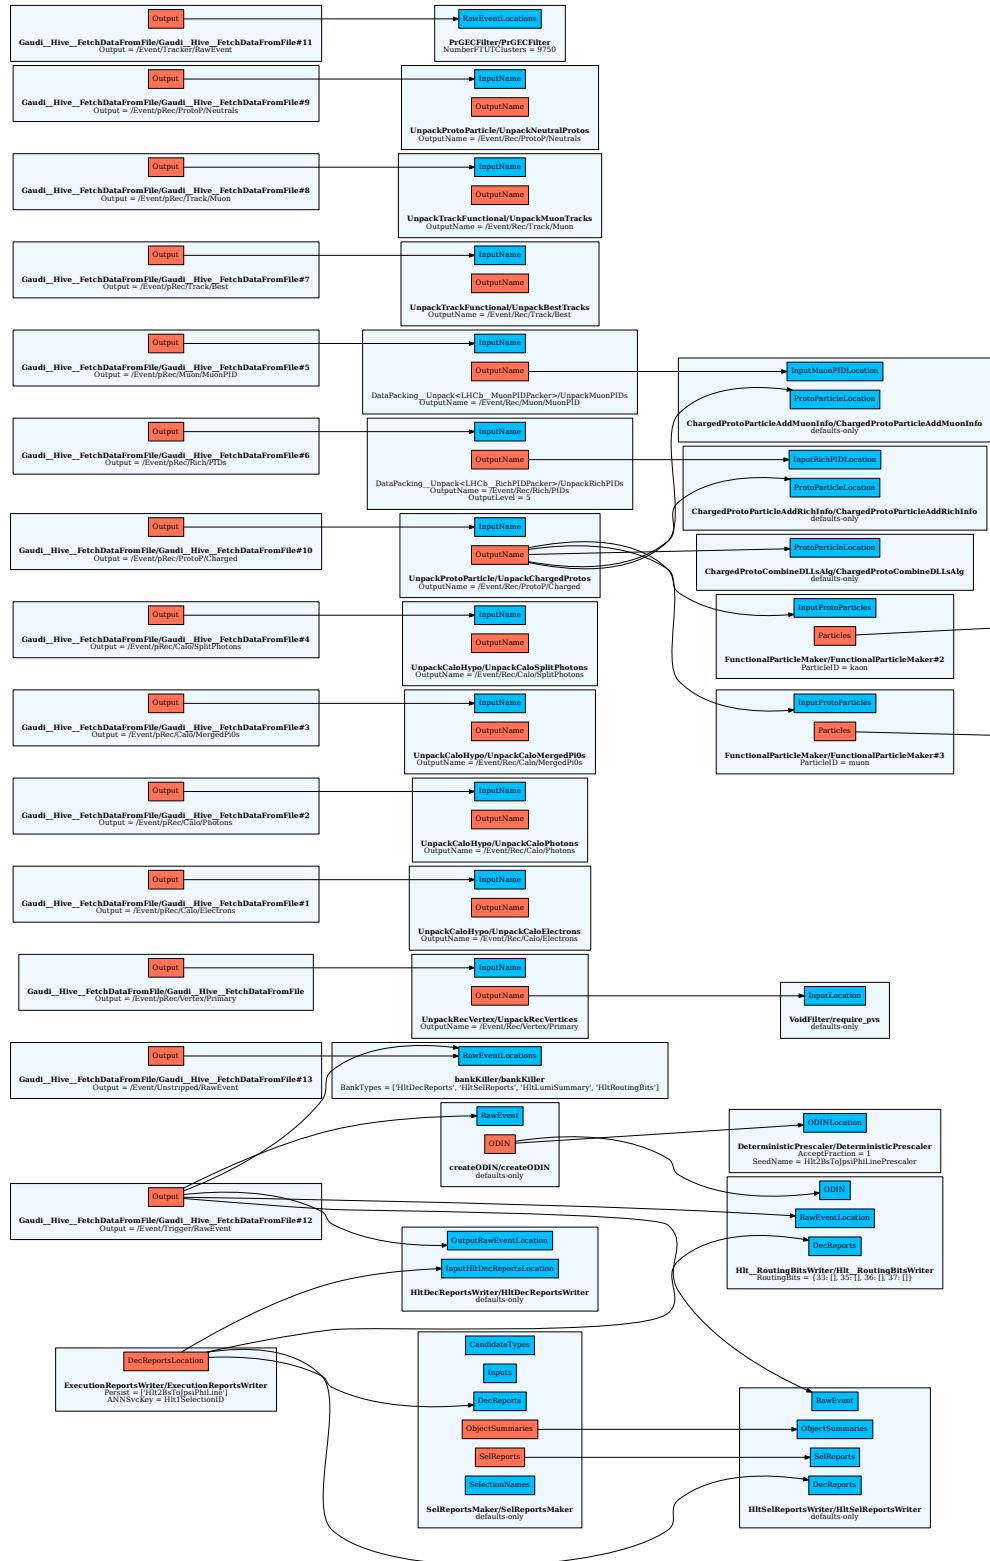 Output
Gaudi__Hive__FetchDataFromFile/Gaudi__Hive__FetchDataFromFile#11
Output = /Event/Tracker/RawEvent
RawEventLocations
PrGECFilter/PrGECFilter
NumberFTUTClusters = 9750
Output
Gaudi__Hive__FetchDataFromFile/Gaudi__Hive__FetchDataFromFile#9
Output = /Event/pRec/ProtoP/Neutrals
InputName
OutputName
UnpackProtoParticle/UnpackNeutralProtos
OutputName = /Event/Rec/ProtoP/Neutrals
Output
Gaudi__Hive__FetchDataFromFile/Gaudi__Hive__FetchDataFromFile#8
Output = /Event/pRec/Track/Muon
InputName
OutputName
UnpackTrackFunctional/UnpackMuonTracks
OutputName = /Event/Rec/Track/Muon
Output
Gaudi__Hive__FetchDataFromFile/Gaudi__Hive__FetchDataFromFile#7
Output = /Event/pRec/Track/Best
InputName
OutputName
UnpackTrackFunctional/UnpackBestTracks
OutputName = /Event/Rec/Track/Best
Output
Gaudi__Hive__FetchDataFromFile/Gaudi__Hive__FetchDataFromFile#5
Output = /Event/pRec/Muon/MuonPID
InputName
OutputName
DataPacking__Unpack<LHCb__MuonPIDPacker>/UnpackMuonPIDs
OutputName = /Event/Rec/Muon/MuonPID
InputMuonPIDLocation
ProtoParticleLocation
ChargedProtoParticleAddMuonInfo/ChargedProtoParticleAddMuonInfo
defaults-only
Output
Gaudi__Hive__FetchDataFromFile/Gaudi__Hive__FetchDataFromFile#6
Output = /Event/pRec/Rich/PIDs
InputName
OutputName
DataPacking__Unpack<LHCb__RichPIDPacker>/UnpackRichPIDs
OutputName = /Event/Rec/Rich/PIDs
OutputLevel = 5
InputRichPIDLocation
ProtoParticleLocation
ChargedProtoParticleAddRichInfo/ChargedProtoParticleAddRichInfo
defaults-only
Output
Gaudi__Hive__FetchDataFromFile/Gaudi__Hive__FetchDataFromFile#10
Output = /Event/pRec/ProtoP/Charged
InputName
OutputName
UnpackProtoParticle/UnpackChargedProtos
OutputName = /Event/Rec/ProtoP/Charged
ProtoParticleLocation
ChargedProtoCombineDLLsAlg/ChargedProtoCombineDLLsAlg
defaults-only
Output
Gaudi__Hive__FetchDataFromFile/Gaudi__Hive__FetchDataFromFile#4
Output = /Event/pRec/Calo/SplitPhotons
InputName
OutputName
UnpackCaloHypo/UnpackCaloSplitPhotons
OutputName = /Event/Rec/Calo/SplitPhotons
InputProtoParticles
Particles
FunctionalParticleMaker/FunctionalParticleMaker#2
ParticleID = kaon
Output
Gaudi__Hive__FetchDataFromFile/Gaudi__Hive__FetchDataFromFile#3
Output = /Event/pRec/Calo/MergedPi0s
InputName
OutputName
UnpackCaloHypo/UnpackCaloMergedPi0s
OutputName = /Event/Rec/Calo/MergedPi0s
InputProtoParticles
Particles
FunctionalParticleMaker/FunctionalParticleMaker#3
ParticleID = muon
Output
Gaudi__Hive__FetchDataFromFile/Gaudi__Hive__FetchDataFromFile#2
Output = /Event/pRec/Calo/Photons
InputName
OutputName
UnpackCaloHypo/UnpackCaloPhotons
OutputName = /Event/Rec/Calo/Photons
Output
Gaudi__Hive__FetchDataFromFile/Gaudi__Hive__FetchDataFromFile#1
Output = /Event/pRec/Calo/Electrons
InputName
OutputName
UnpackCaloHypo/UnpackCaloElectrons
OutputName = /Event/Rec/Calo/Electrons
Output
Gaudi__Hive__FetchDataFromFile/Gaudi__Hive__FetchDataFromFile
Output = /Event/pRec/Vertex/Primary
InputName
OutputName
UnpackRecVertex/UnpackRecVertices
OutputName = /Event/Rec/Vertex/Primary
InputLocation
VoidFilter/require_pvs
defaults-only
Output
Gaudi__Hive__FetchDataFromFile/Gaudi__Hive__FetchDataFromFile#13
Output = /Event/Unstripped/RawEvent
RawEventLocations
bankKiller/bankKiller
BankTypes = ['HltDecReports', 'HltSelReports', 'HltLumiSummary', 'HltRoutingBits']
RawEvent
ODIN
createODIN/createODIN
defaults-only
ODINLocation
DeterministicPrescaler/DeterministicPrescaler
AcceptFraction = 1
SeedName = Hlt2BsToJpsiPhiLinePrescaler
Output
Gaudi__Hive__FetchDataFromFile/Gaudi__Hive__FetchDataFromFile#12
Output = /Event/Trigger/RawEvent
ODIN
RawEventLocation
DecReports
Hlt__RoutingBitsWriter/Hlt__RoutingBitsWriter
RoutingBits = {33: [], 35: [], 36: [], 37: []}
OutputRawEventLocation
InputHltDecReportsLocation
HltDecReportsWriter/HltDecReportsWriter
defaults-only
DecReportsLocation
ExecutionReportsWriter/ExecutionReportsWriter
Persist = ['Hlt2BsToJpsiPhiLine']
ANNSvcKey = Hlt1SelectionID
CandidateTypes
Inputs
DecReports
ObjectSummaries
SelReports
SelectionNames
SelReportsMaker/SelReportsMaker
defaults-only
RawEvent
ObjectSummaries
SelReports
DecReports
HltSelReportsWriter/HltSelReportsWriter
defaults-only